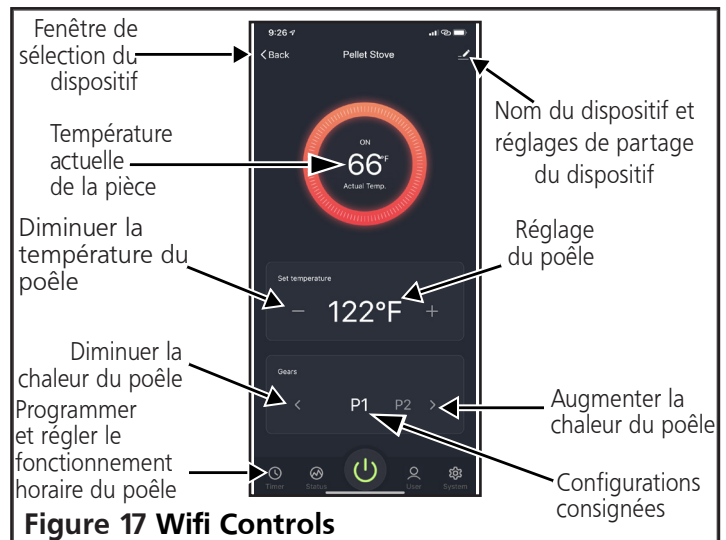 Fenêtre de
sélection du
dispositif
Température
actuelle
de la pièce
Diminuer la
température du
poêle
Diminuer la
chaleur du poêle
Programmer
et régler le
fonctionnement
horaire du poêle
9:26
Back
Pellet Stove
ON
66°F
Actual Temp.
Set temperature
− 122°F +
Gears
< P1 P2 >
Timer Status User System
Nom du dispositif et
réglages de partage
du dispositif
Réglage
du poêle
Augmenter la
chaleur du poêle
Configurations
consignées
Figure 17 Wifi Controls